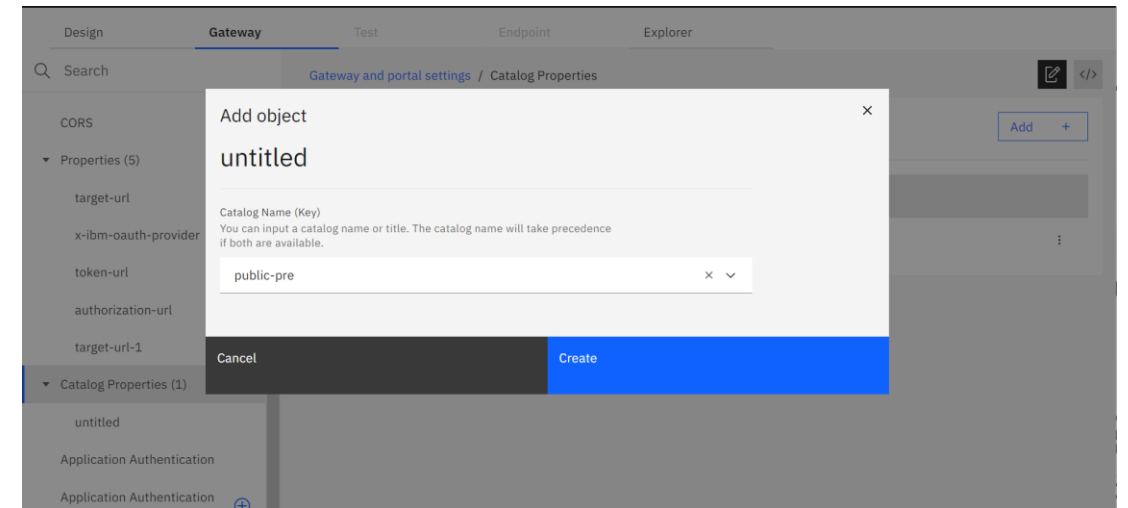 Design Gateway Test Endpoint Explorer
Search
Gateway and portal settings / Catalog Properties
</>
Add object
untitled
Catalog Name (Key)
You can input a catalog name or title. The catalog name will take precedence
if both are available.
public-pre
Cancel
Create
Add +
CORS
Properties (5)
target-url
x-ibm-oauth-provider
token-url
authorization-url
target-url-1
Catalog Properties (1)
untitled
Application Authentication
Application Authentication